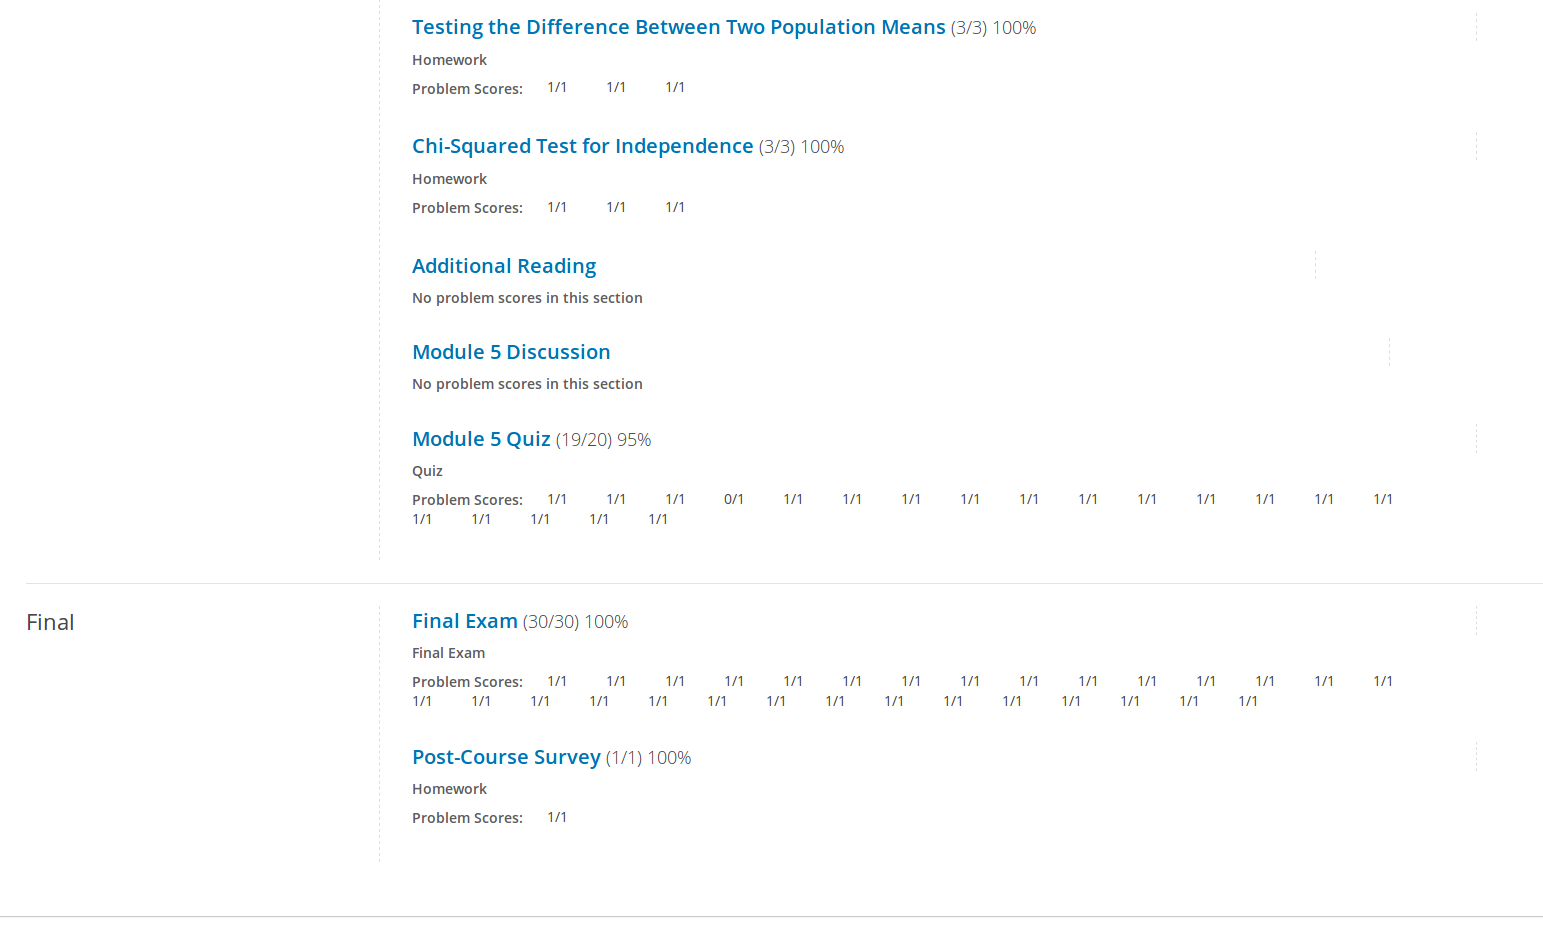 Testing the Difference Between Two Population Means (3/3) 100%
Homework
Problem Scores: 1/1 1/1 1/1
Chi-Squared Test for Independence (3/3) 100%
Homework
Problem Scores: 1/1 1/1 1/1
Additional Reading
No problem scores in this section
Module 5 Discussion
No problem scores in this section
Module 5 Quiz (19/20) 95%
Quiz
Problem Scores: 1/1 1/1 1/1 0/1 1/1 1/1 1/1 1/1 1/1 1/1 1/1 1/1 1/1 1/1 1/1
1/1 1/1 1/1 1/1 1/1
Final
Final Exam (30/30) 100%
Final Exam
Problem Scores: 1/1 1/1 1/1 1/1 1/1 1/1 1/1 1/1 1/1 1/1 1/1 1/1 1/1 1/1 1/1
1/1 1/1 1/1 1/1 1/1 1/1 1/1 1/1 1/1 1/1 1/1 1/1 1/1 1/1 1/1
Post-Course Survey (1/1) 100%
Homework
Problem Scores: 1/1